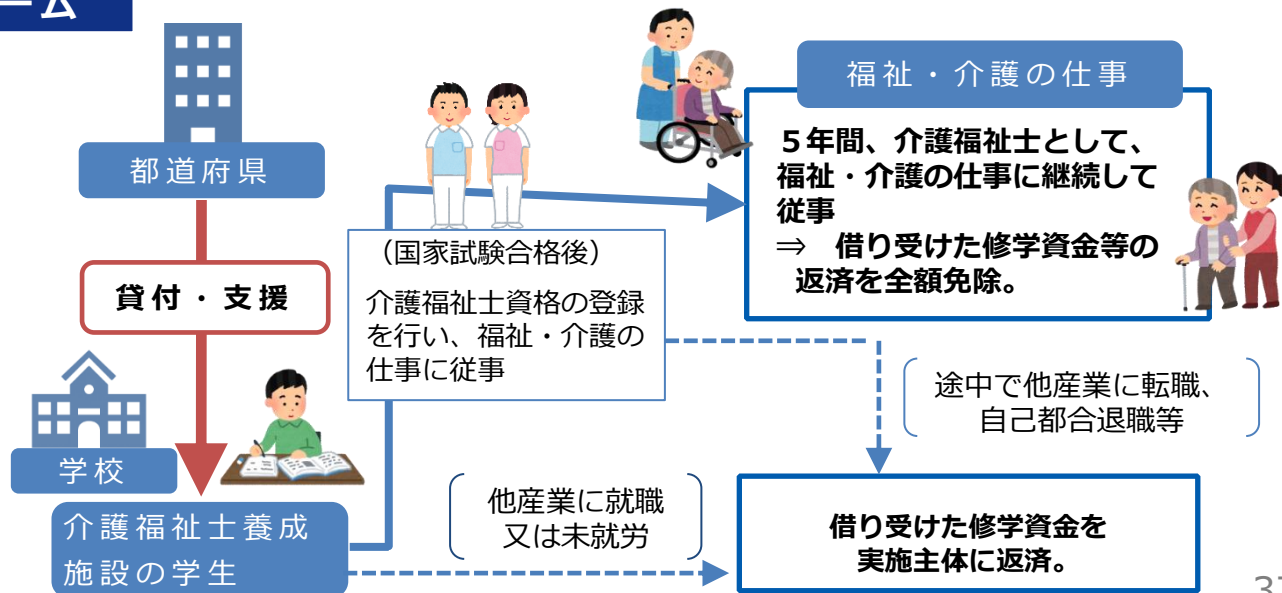 ーム
都道府県
貸付・支援
学校
介護福祉士養成
施設の学生
（国家試験合格後）
介護福祉士資格の登録
を行い、福祉・介護の
仕事に従事
福祉・介護の仕事
５年間、介護福祉士として、
福祉・介護の仕事に継続して
従事
⇒　借り受けた修学資金等の
返済を全額免除。
途中で他産業に転職、
自己都合退職等
他産業に就職
又は未就労
借り受けた修学資金を
実施主体に返済。